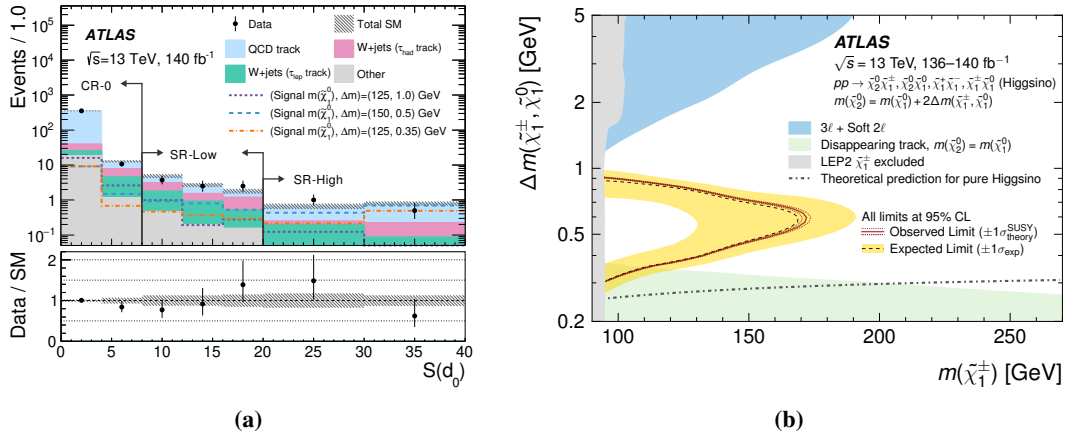 ATLAS
√s=13 TeV, 140 fb⁻¹
Data
Total SM
QCD track
W+jets (τ_had track)
W+jets (τ_lep track)
Other
(Signal m(χ̃₁⁰), Δm)=(125, 1.0) GeV
(Signal m(χ̃₁⁰), Δm)=(150, 0.5) GeV
(Signal m(χ̃₁⁰), Δm)=(125, 0.35) GeV
CR-0
SR-Low
SR-High
Events / 1.0
10⁵
10⁴
10³
10²
10
1
10⁻¹
Data / SM
2
1
0
0 5 10 15 20 25 30 35 40
S(d₀)
(a)
Δm(χ̃₁±, χ̃₁⁰) [GeV]
5
1
0.5
0.2
ATLAS
√s = 13 TeV, 136–140 fb⁻¹
pp → χ̃₂⁰χ̃₁±, χ̃₂⁰χ̃₁⁰, χ̃₁⁺χ̃₁⁻, χ̃₁±χ̃₁⁰ (Higgsino)
m(χ̃₂⁰) = m(χ̃₁⁰) + 2Δm(χ̃₁±, χ̃₁⁰)
3ℓ + Soft 2ℓ
Disappearing track, m(χ̃₂⁰) = m(χ̃₁⁰)
LEP2 χ̃₁± excluded
Theoretical prediction for pure Higgsino
All limits at 95% CL
Observed Limit (±1σ^SUSY_theory)
Expected Limit (±1σ_exp)
100 150 200 250
m(χ̃₁±) [GeV]
(b)